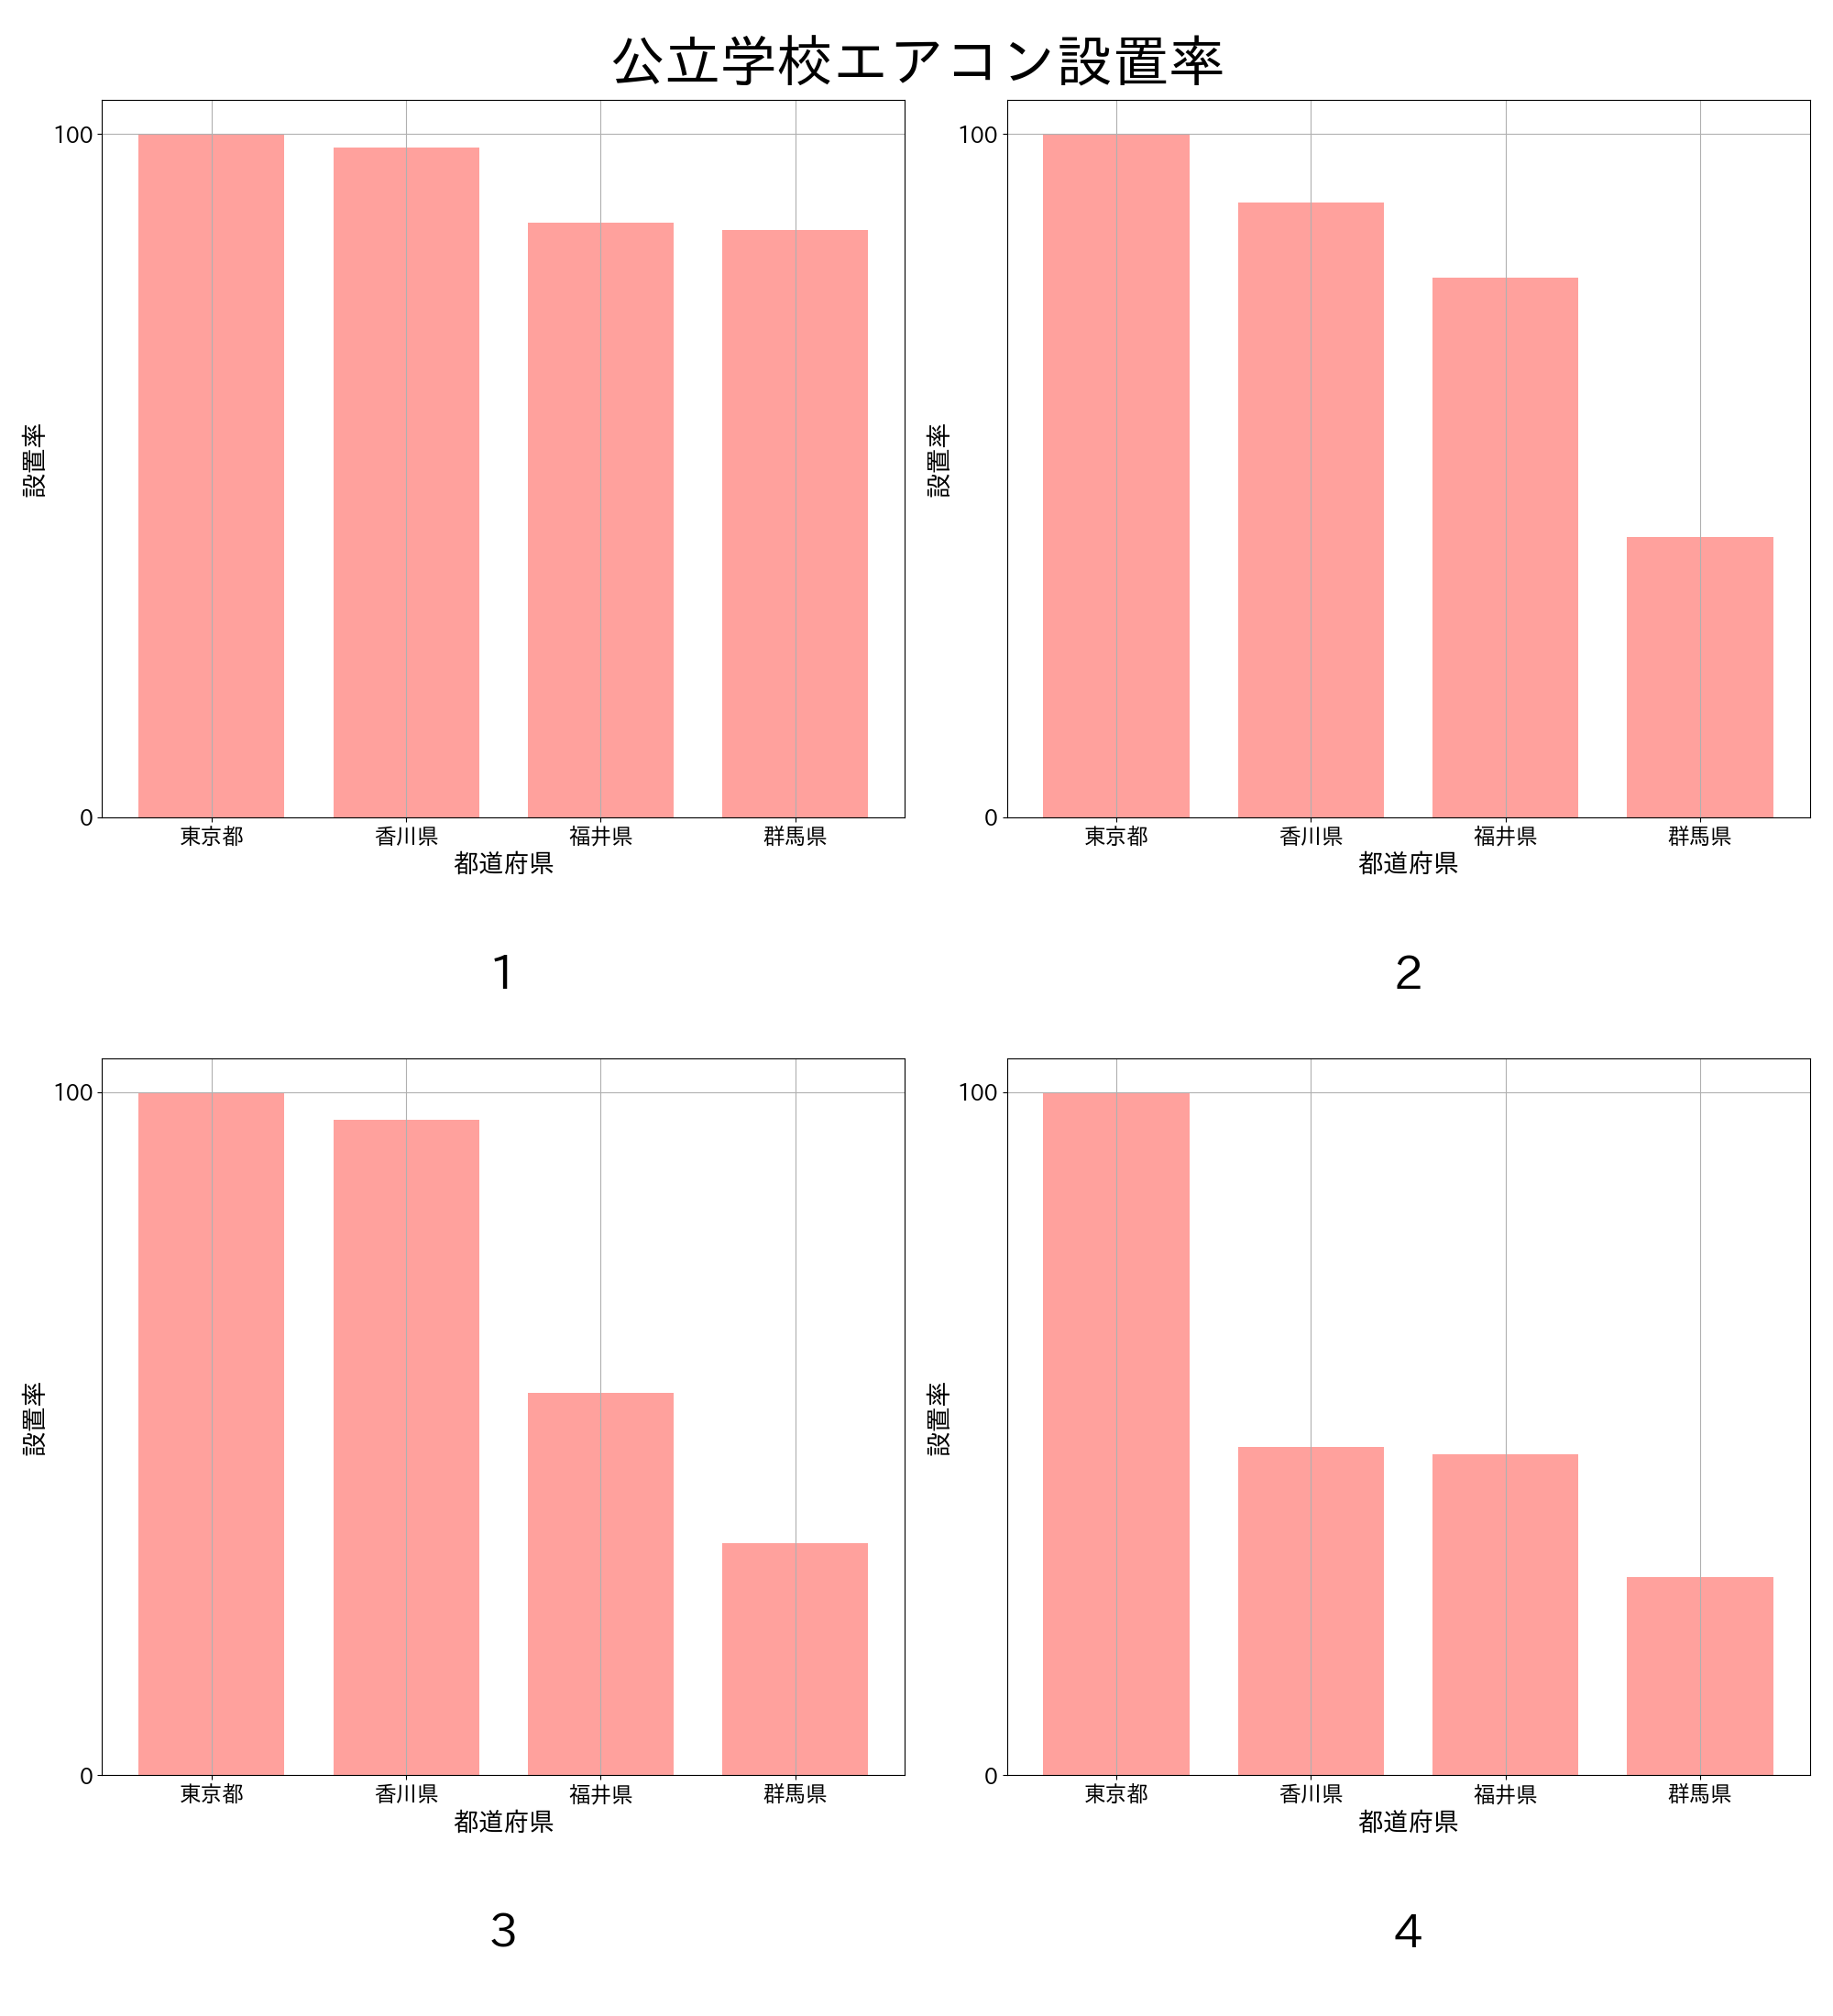 公立学校エアコン設置率
100
設置率
0
東京都 香川県 福井県 群馬県
都道府県
1
100
設置率
0
東京都 香川県 福井県 群馬県
都道府県
2
100
設置率
0
東京都 香川県 福井県 群馬県
都道府県
3
100
設置率
0
東京都 香川県 福井県 群馬県
都道府県
4